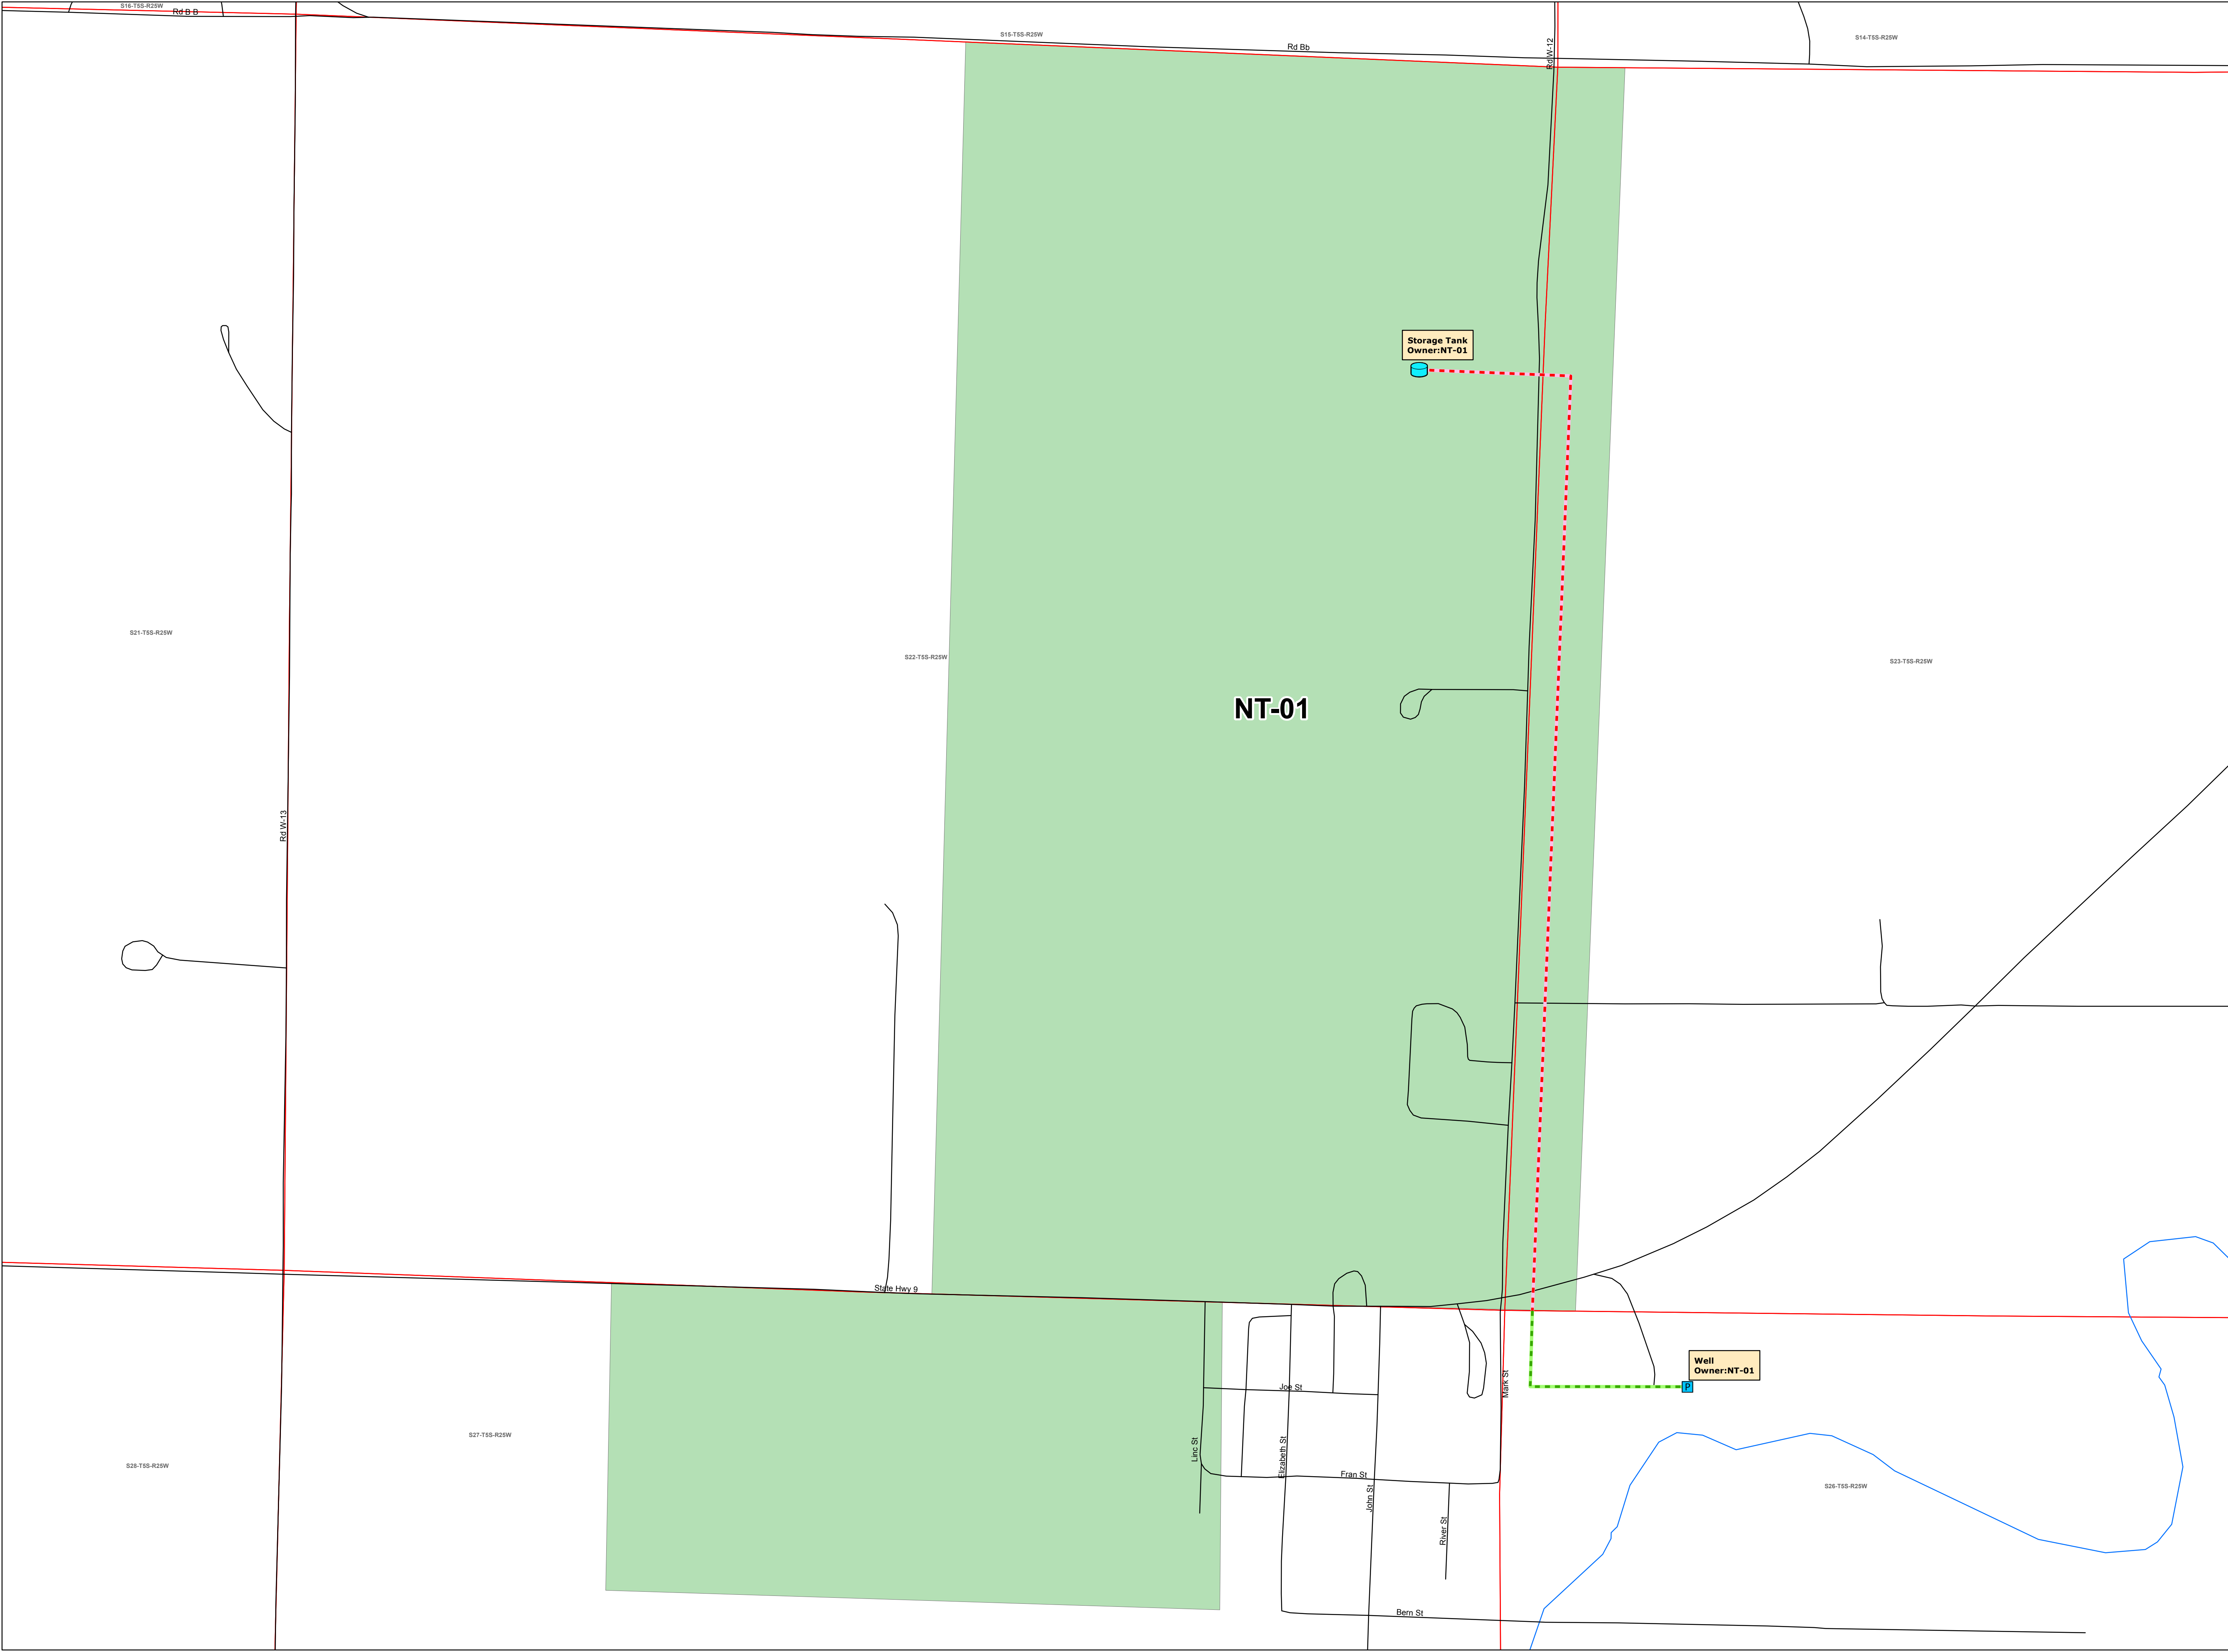 S16-T5S-R25W
Rd B B
S15-T5S-R25W
Rd Bb
Rd W-12
S14-T5S-R25W
Storage Tank
Owner:NT-01
S21-T5S-R25W
S22-T5S-R25W
S23-T5S-R25W
NT-01
Rd W-13
State Hwy 9
Well
Owner:NT-01
P
Joe St
Mark St
S27-T5S-R25W
Linc St
Elizabeth St
S28-T5S-R25W
Fran St
John St
S26-T5S-R25W
River St
Bern St